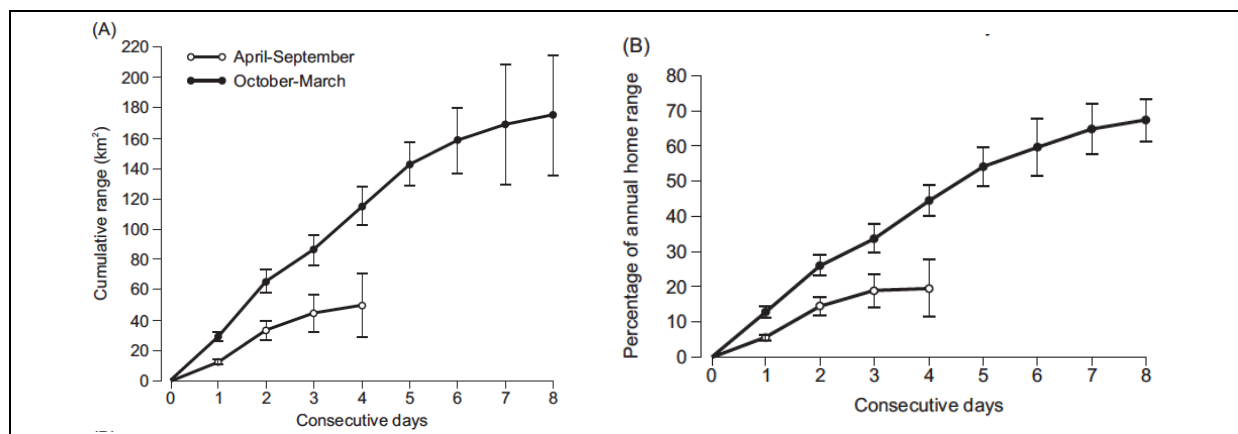 (A)
April-September
October-March
220
200
180
160
140
120
100
80
60
40
20
0
Cumulative range (km²)
0 1 2 3 4 5 6 7 8
Consecutive days
(B)
80
70
60
50
40
30
20
10
0
Percentage of annual home range
0 1 2 3 4 5 6 7 8
Consecutive days